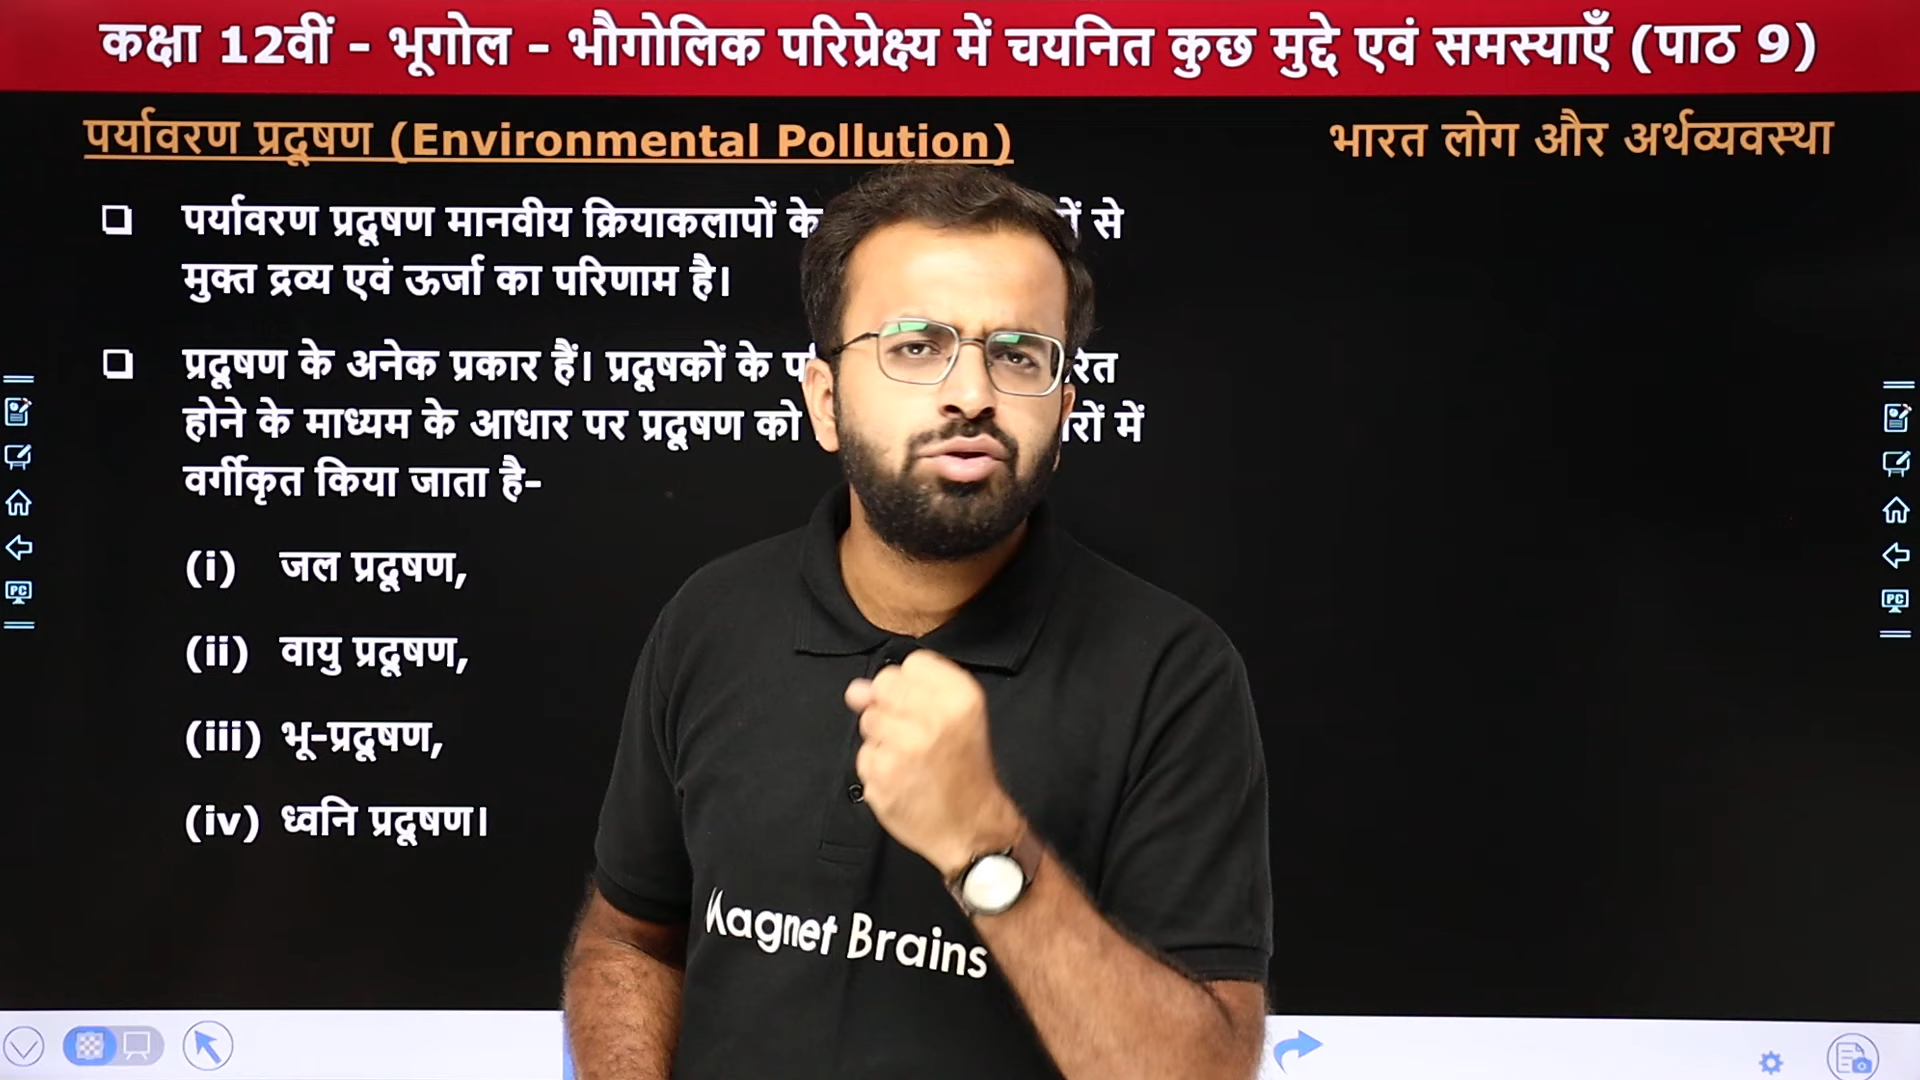 कक्षा 12वीं - भूगोल - भौगोलिक परिप्रेक्ष्य में चयनित कुछ मुद्दे एवं समस्याएँ (पाठ 9)
पर्यावरण प्रदूषण (Environmental Pollution)
भारत लोग और अर्थव्यवस्था
❑ पर्यावरण प्रदूषण मानवीय क्रियाकलापों के से
मुक्त द्रव्य एवं ऊर्जा का परिणाम है।
❑ प्रदूषण के अनेक प्रकार हैं। प्रदूषकों के
होने के माध्यम के आधार पर प्रदूषण को में
वर्गीकृत किया जाता है-
(i) जल प्रदूषण,
(ii) वायु प्रदूषण,
(iii) भू-प्रदूषण,
(iv) ध्वनि प्रदूषण।
Magnet Brains
PC
PC